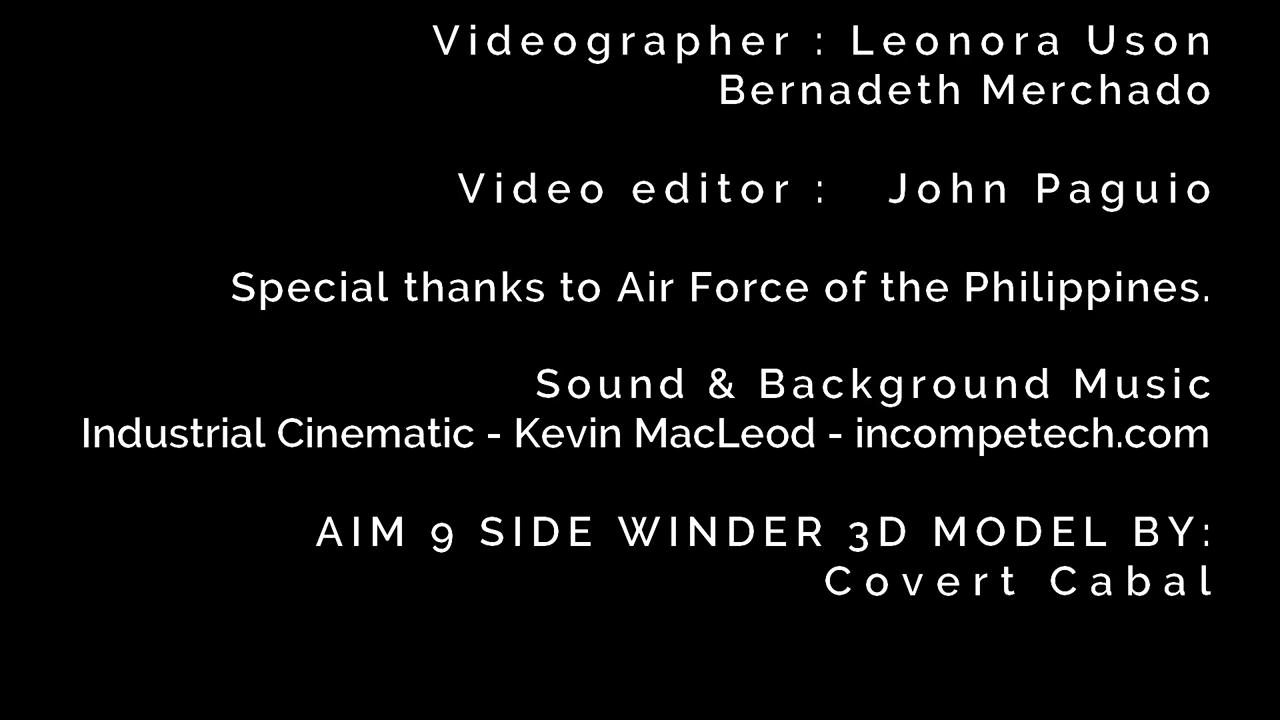 Videographer : Leonora Uson
Bernadeth Merchado
Video editor : John Paguio
Special thanks to Air Force of the Philippines.
Sound & Background Music
Industrial Cinematic - Kevin MacLeod - incompetech.com
AIM 9 SIDE WINDER 3D MODEL BY:
Covert Cabal